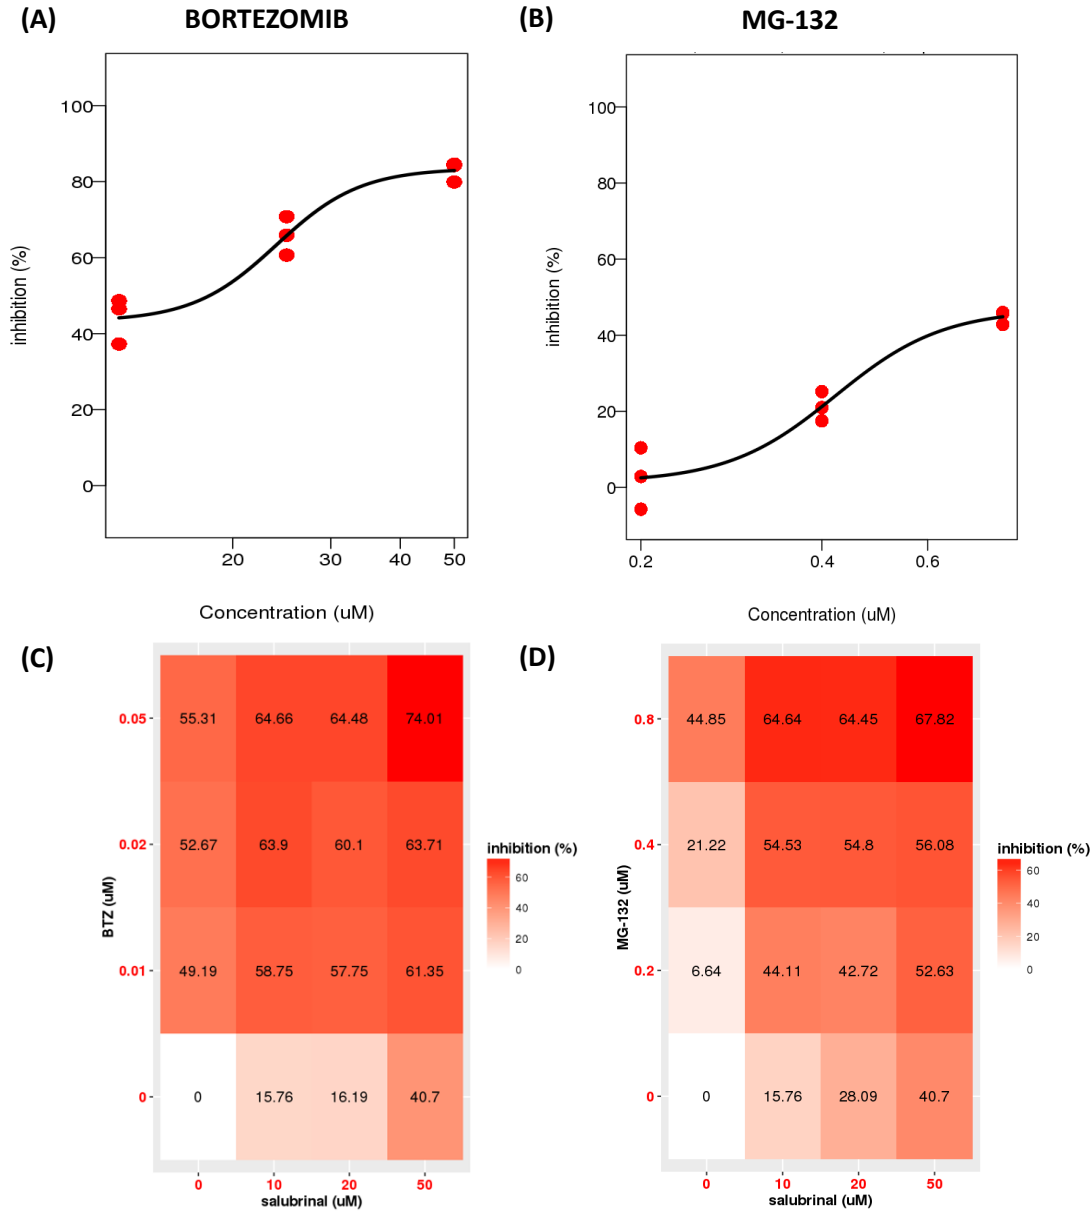 (A) BORTEZOMIB
100
80
60
40
20
0
inhibition (%)
20 30 40 50
Concentration (uM)
(B) MG-132
100
80
60
40
20
0
inhibition (%)
0.2 0.4 0.6
Concentration (uM)
(C)
0.05 55.31 64.66 64.48 74.01
0.02 52.67 63.9 60.1 63.71
0.01 49.19 58.75 57.75 61.35
0 0 15.76 16.19 40.7
BTZ (uM)
0 10 20 50
salubrinal (uM)
inhibition (%)
60
40
20
0
(D)
0.8 44.85 64.64 64.45 67.82
0.4 21.22 54.53 54.8 56.08
0.2 6.64 44.11 42.72 52.63
0 0 15.76 28.09 40.7
MG-132 (uM)
0 10 20 50
salubrinal (uM)
inhibition (%)
60
40
20
0